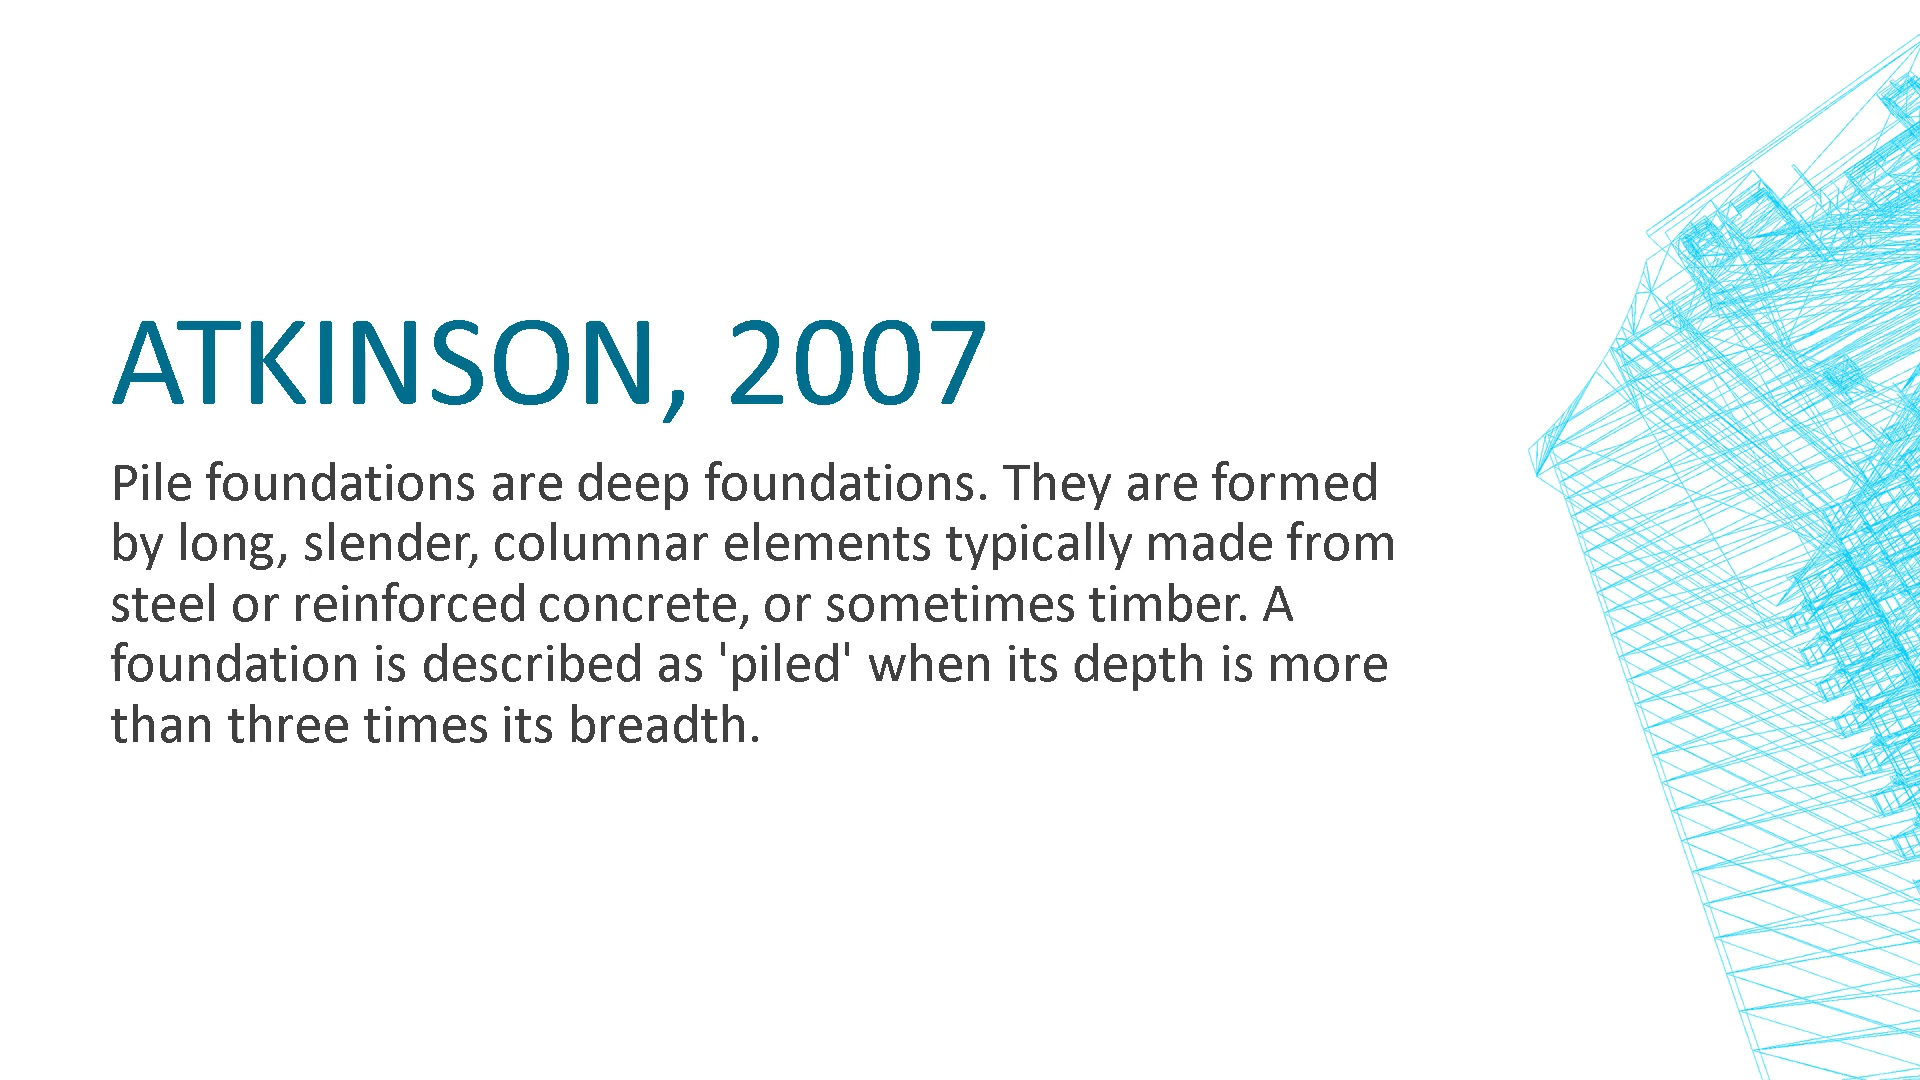 ATKINSON, 2007
Pile foundations are deep foundations. They are formed
by long, slender, columnar elements typically made from
steel or reinforced concrete, or sometimes timber. A
foundation is described as 'piled' when its depth is more
than three times its breadth.